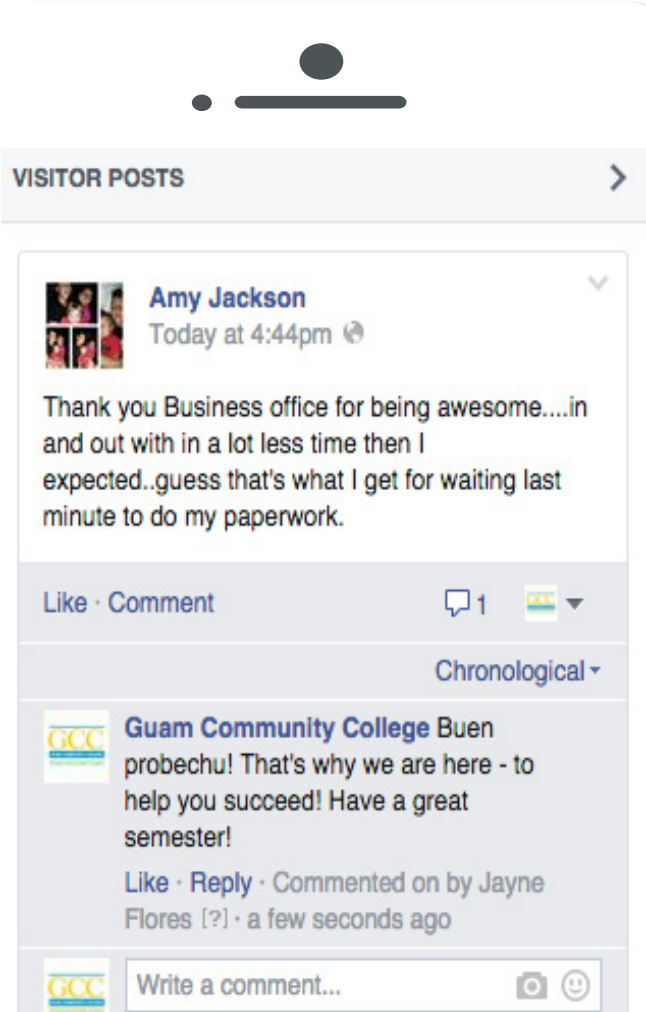 VISITOR POSTS
Amy Jackson
Today at 4:44pm
Thank you Business office for being awesome....in
and out with in a lot less time then I
expected..guess that's what I get for waiting last
minute to do my paperwork.
Like · Comment
1
GCC
Chronological
GCC
Guam Community College Buen
probechu! That's why we are here - to
help you succeed! Have a great
semester!
Like · Reply · Commented on by Jayne
Flores [?] · a few seconds ago
GCC
Write a comment...